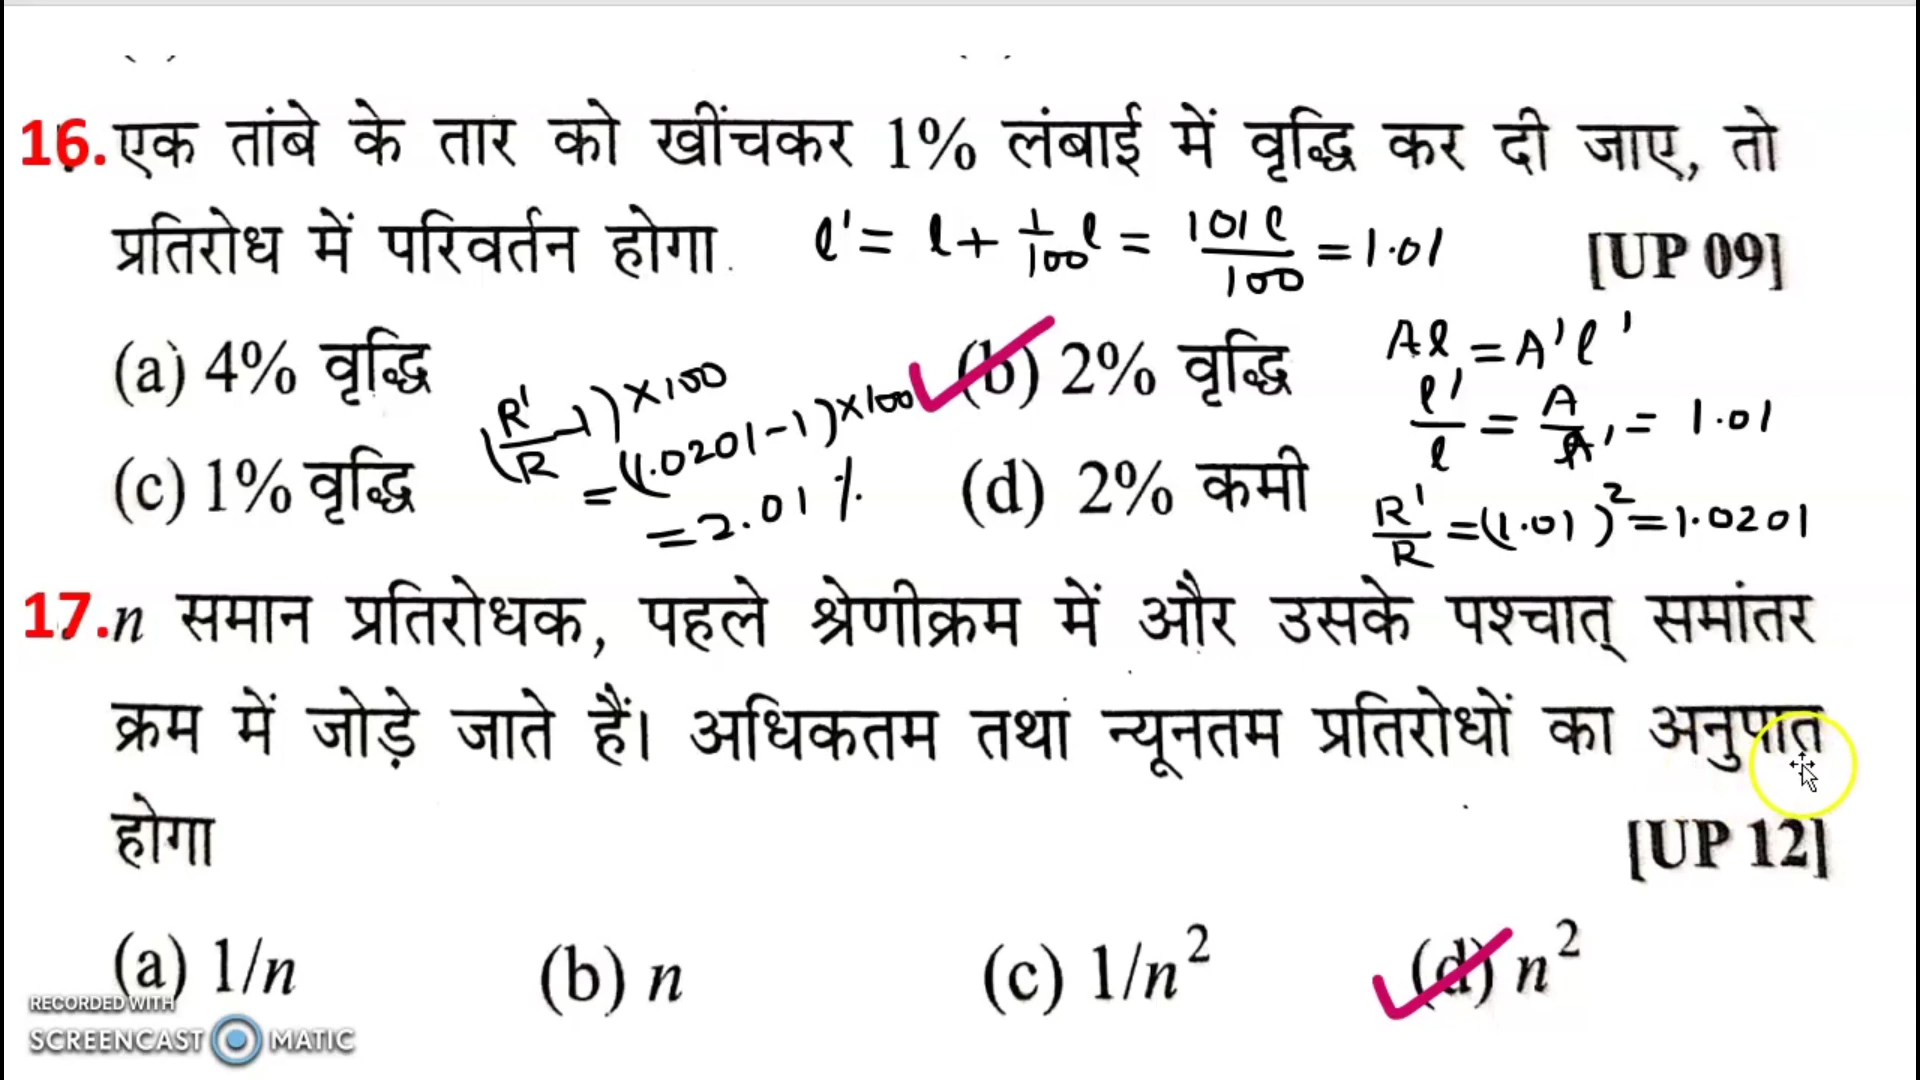 16. एक तांबे के तार को खींचकर 1% लंबाई में वृद्धि कर दी जाए, तो
प्रतिरोध में परिवर्तन होगा [UP 09]
l' = l + 1/100 l = 101 l/100 = 1.01
(a) 4% वृद्धि (b) 2% वृद्धि
(c) 1% वृद्धि (d) 2% कमी
(R'/R - 1) × 100
= (1.0201 - 1) × 100
= 2.01 %
Al = A'l'
l'/l = A/A' = 1.01
R'/R = (1.01)² = 1.0201
17. n समान प्रतिरोधक, पहले श्रेणीक्रम में और उसके पश्चात् समांतर
क्रम में जोड़े जाते हैं। अधिकतम तथा न्यूनतम प्रतिरोधों का अनुपात
होगा [UP 12]
(a) 1/n (b) n (c) 1/n² (d) n²
RECORDED WITH
SCREENCAST MATIC